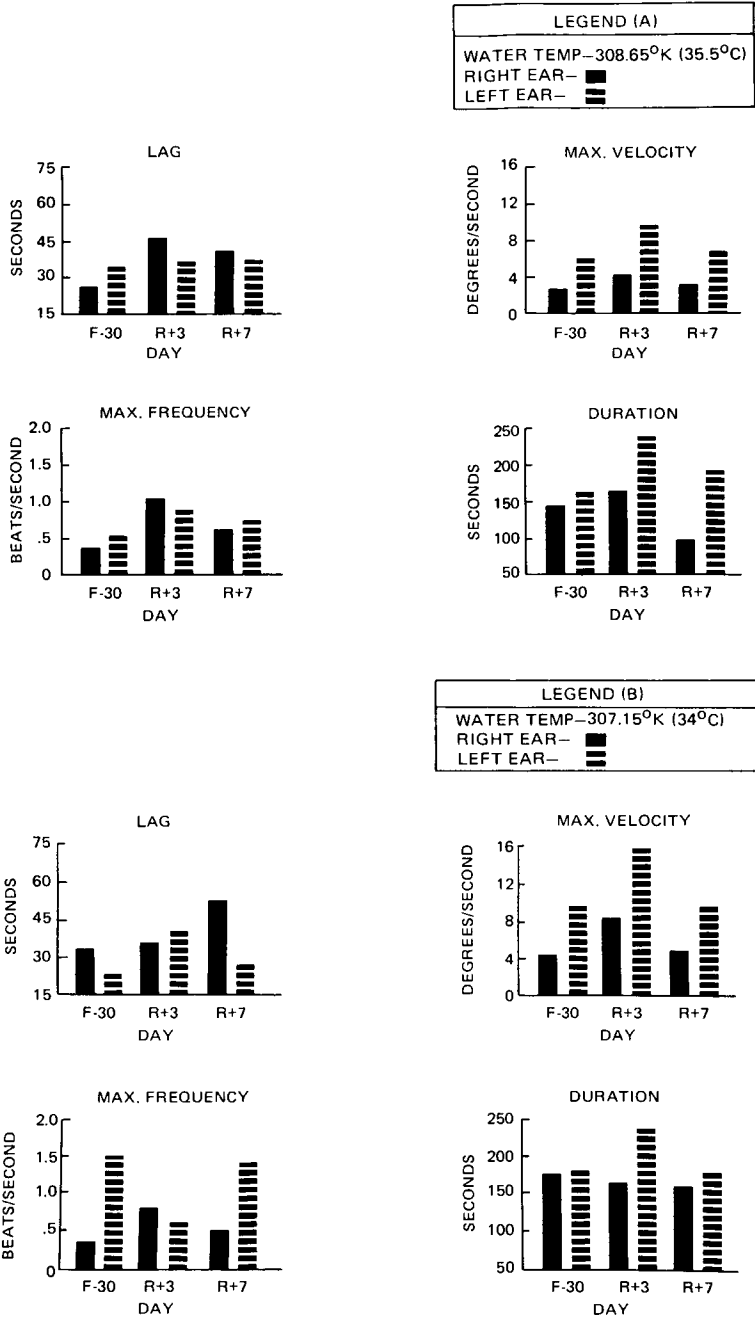 LEGEND (A)
WATER TEMP—308.65°K (35.5°C)
RIGHT EAR—
LEFT EAR—
LAG
75
60
45
30
15
SECONDS
F-30 R+3 R+7
DAY
MAX. VELOCITY
16
12
8
4
0
DEGREES/SECOND
F-30 R+3 R+7
DAY
MAX. FREQUENCY
2.0
1.5
1.0
.5
0
BEATS/SECOND
F-30 R+3 R+7
DAY
DURATION
250
200
150
100
50
SECONDS
F-30 R+3 R+7
DAY
LEGEND (B)
WATER TEMP—307.15°K (34°C)
RIGHT EAR—
LEFT EAR—
LAG
75
60
45
30
15
SECONDS
F-30 R+3 R+7
DAY
MAX. VELOCITY
16
12
8
4
0
DEGREES/SECOND
F-30 R+3 R+7
DAY
MAX. FREQUENCY
2.0
1.5
1.0
.5
0
BEATS/SECOND
F-30 R+3 R+7
DAY
DURATION
250
200
150
100
50
SECONDS
F-30 R+3 R+7
DAY